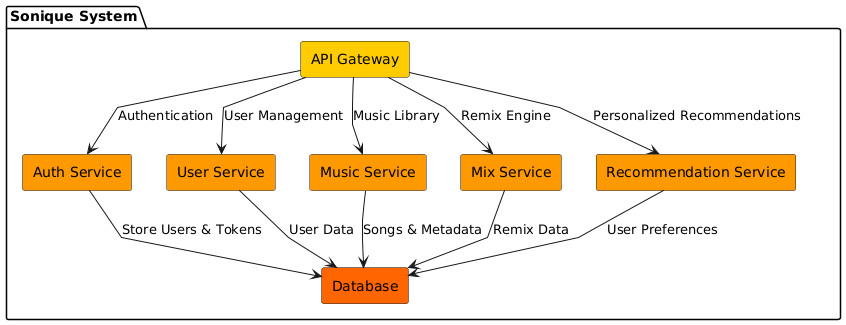 Sonique System
API Gateway
Authentication
User Management
Music Library
Remix Engine
Personalized Recommendations
Auth Service
User Service
Music Service
Mix Service
Recommendation Service
Store Users & Tokens
User Data
Songs & Metadata
Remix Data
User Preferences
Database